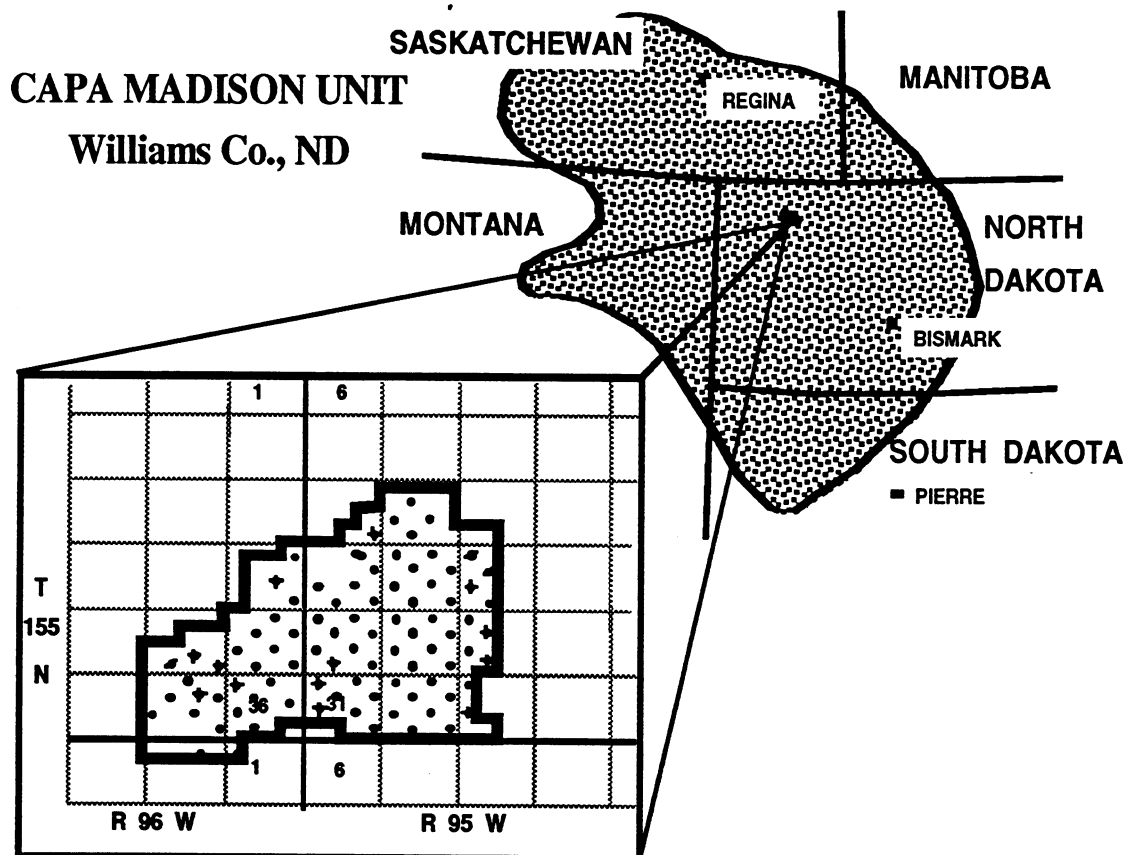 SASKATCHEWAN
MANITOBA
CAPA MADISON UNIT
Williams Co., ND
REGINA
MONTANA
NORTH
DAKOTA
BISMARK
SOUTH DAKOTA
PIERRE
1 6
T
155
N
36 31
1 6
R 96 W R 95 W